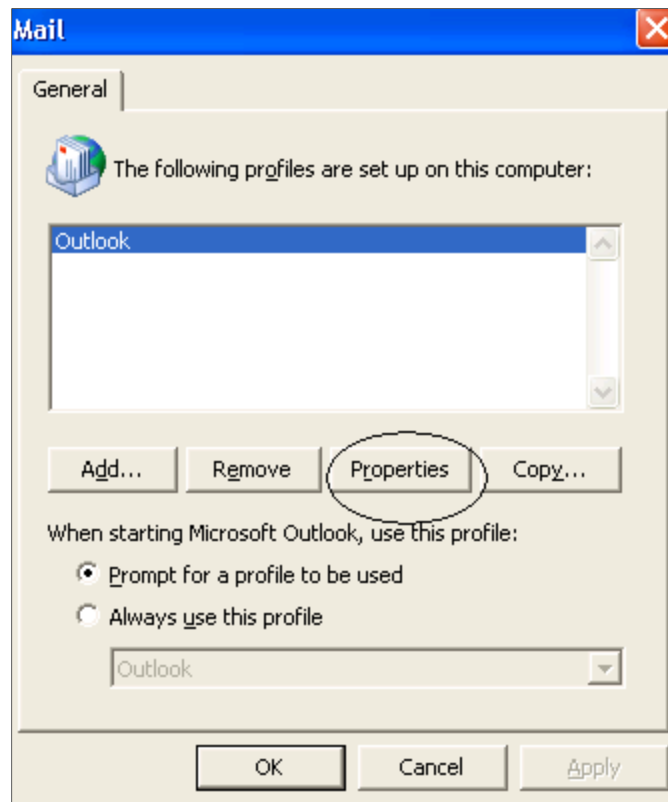 Mail
General
The following profiles are set up on this computer:
Outlook
Add... Remove Properties Copy...
When starting Microsoft Outlook, use this profile:
Prompt for a profile to be used
Always use this profile
Outlook
OK Cancel Apply